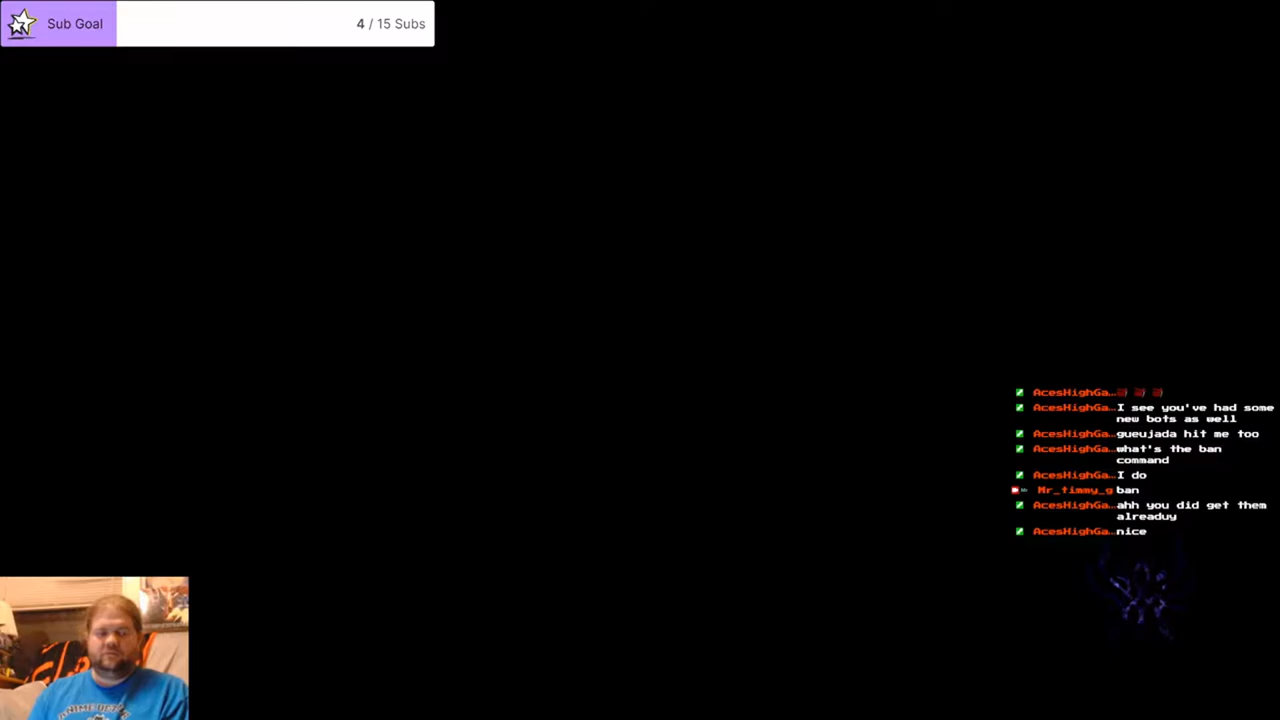 Sub Goal
4 / 15 Subs
AcesHighGa…
AcesHighGa… I see you've had some
new bots as well
AcesHighGa… gueujada hit me too
AcesHighGa… what's the ban
command
AcesHighGa… I do
Mr_timmy_g ban
AcesHighGa… ahh you did get them
alreaduy
AcesHighGa… nice